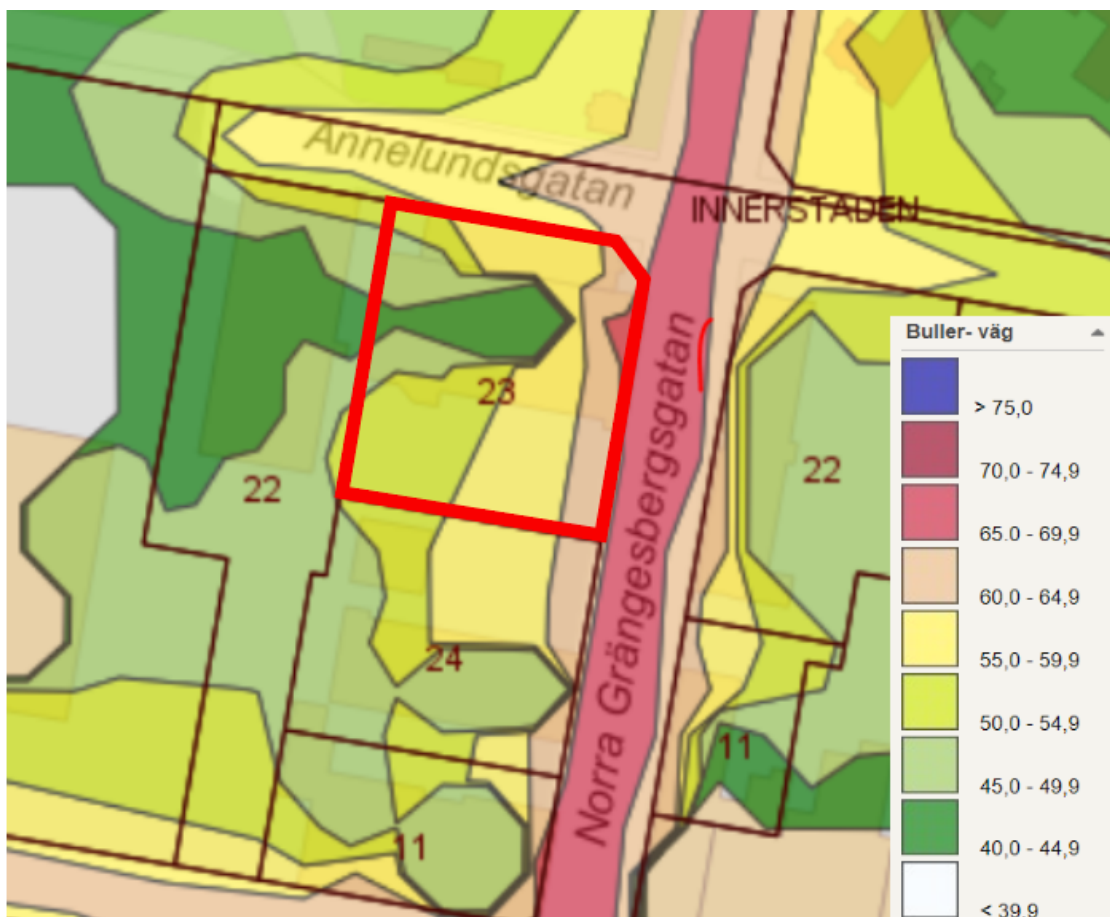 Annelundsgatan
INNERSTADEN
Norra Grängesbergsgatan
23
22
22
24
11
11
Buller- väg
> 75,0
70,0 - 74,9
65.0 - 69,9
60,0 - 64,9
55,0 - 59,9
50,0 - 54,9
45,0 - 49,9
40,0 - 44,9
< 39,9